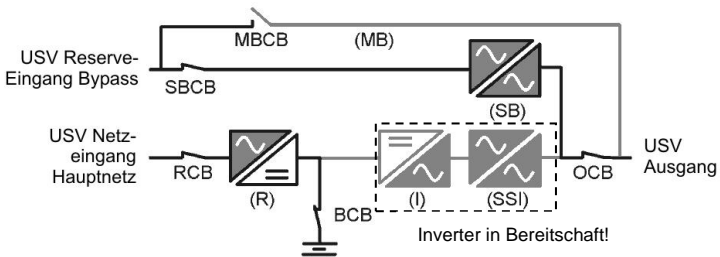 MBCB
(MB)
USV Reserve-
Eingang Bypass
SBCB
(SB)
USV Netz-
eingang
Hauptnetz
RCB
(R)
BCB
(I)
(SSI)
OCB
USV
Ausgang
Inverter in Bereitschaft!